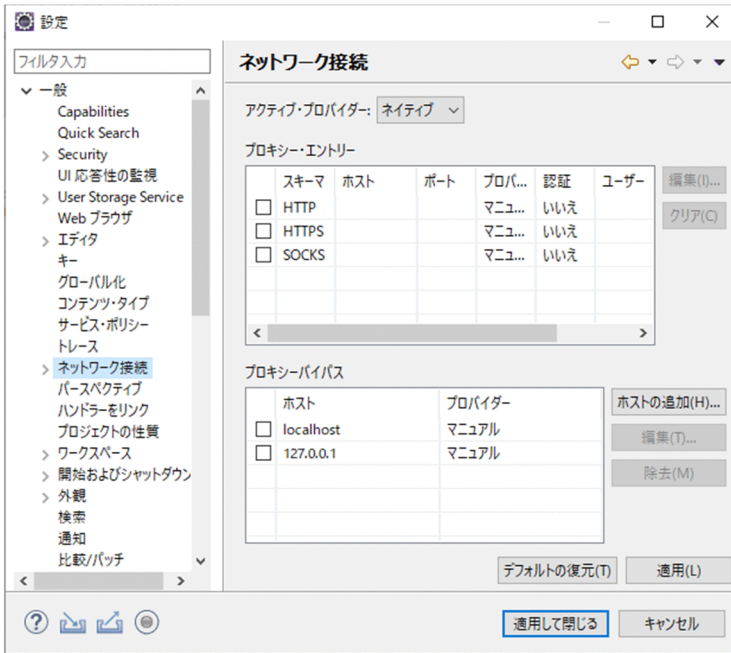 設定
フィルタ入力
一般
Capabilities
Quick Search
Security
UI 応答性の監視
User Storage Service
Web ブラウザ
エディタ
キー
グローバル化
コンテンツ・タイプ
サービス・ポリシー
トレース
ネットワーク接続
パースペクティブ
ハンドラーをリンク
プロジェクトの性質
ワークスペース
開始およびシャットダウン
外観
検索
通知
比較/パッチ
ネットワーク接続
アクティブ・プロバイダー: ネイティブ
プロキシー・エントリー
スキーマ ホスト ポート プロバ... 認証 ユーザー
HTTP マニュ... いいえ
HTTPS マニュ... いいえ
SOCKS マニュ... いいえ
編集(I)...
クリア(C)
プロキシーバイパス
ホスト プロバイダー
localhost マニュアル
127.0.0.1 マニュアル
ホストの追加(H)...
編集(T)...
除去(M)
デフォルトの復元(T) 適用(L)
適用して閉じる キャンセル